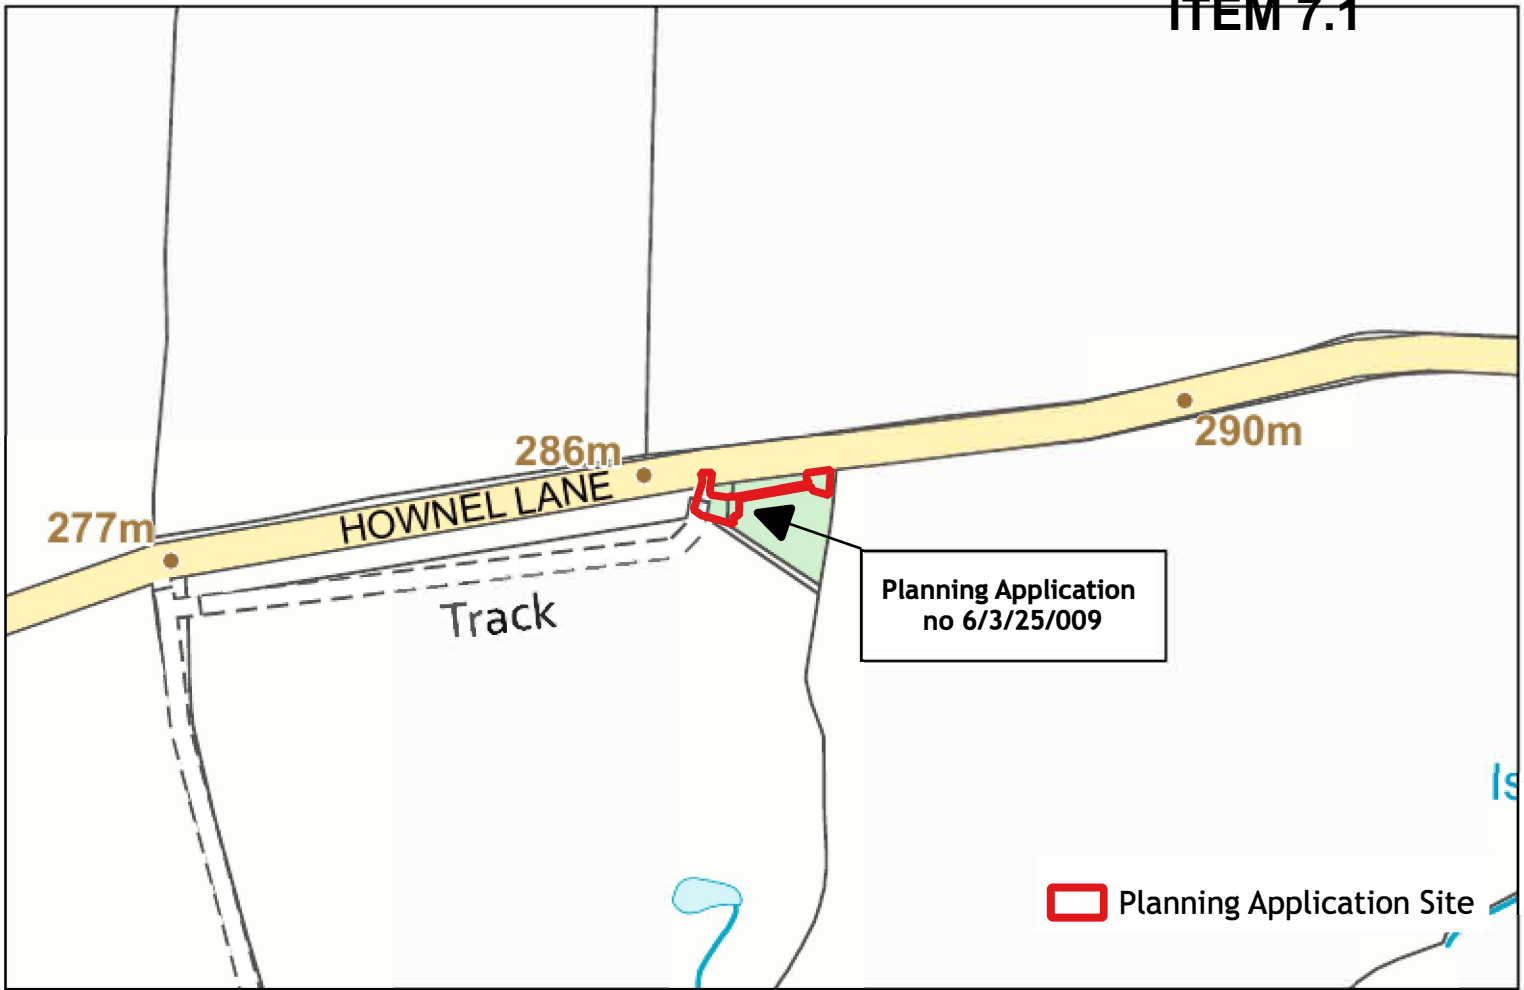 ITEM 7.1
286m
290m
HOWNEL LANE
277m
Track
Planning Application
no 6/3/25/009
Is
Planning Application Site